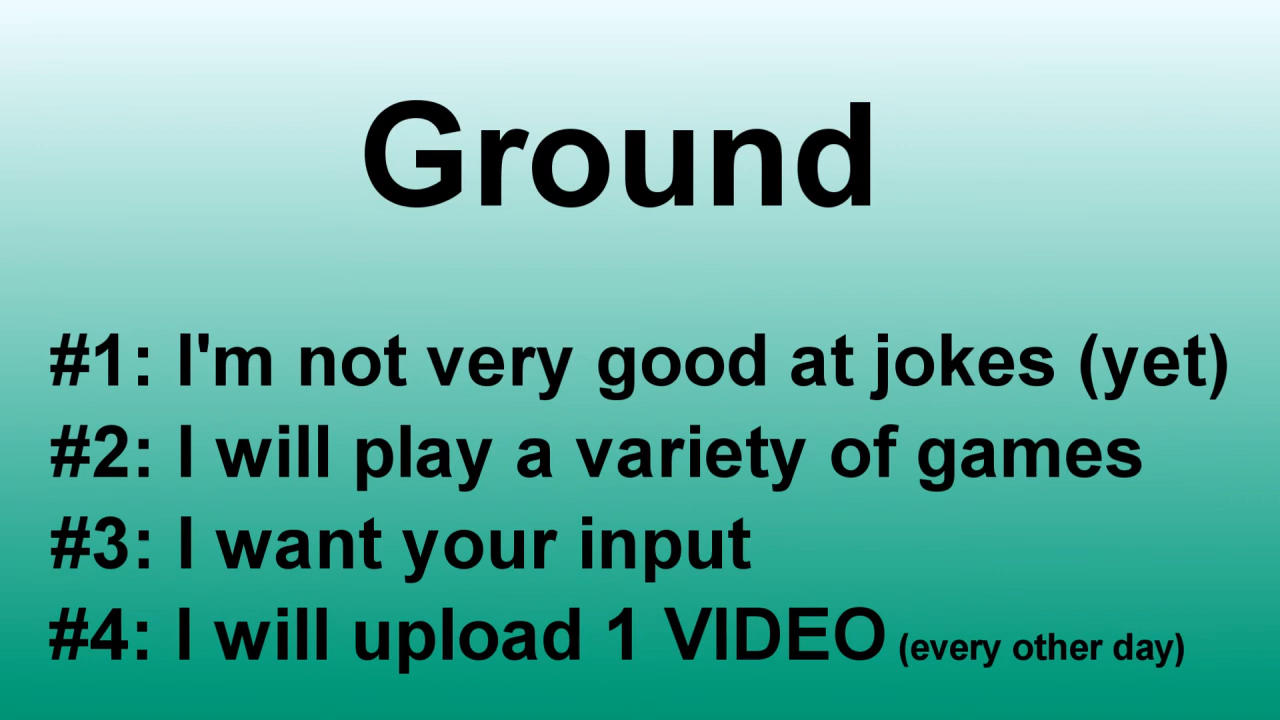 Ground
#1: I'm not very good at jokes (yet)
#2: I will play a variety of games
#3: I want your input
#4: I will upload 1 VIDEO (every other day)